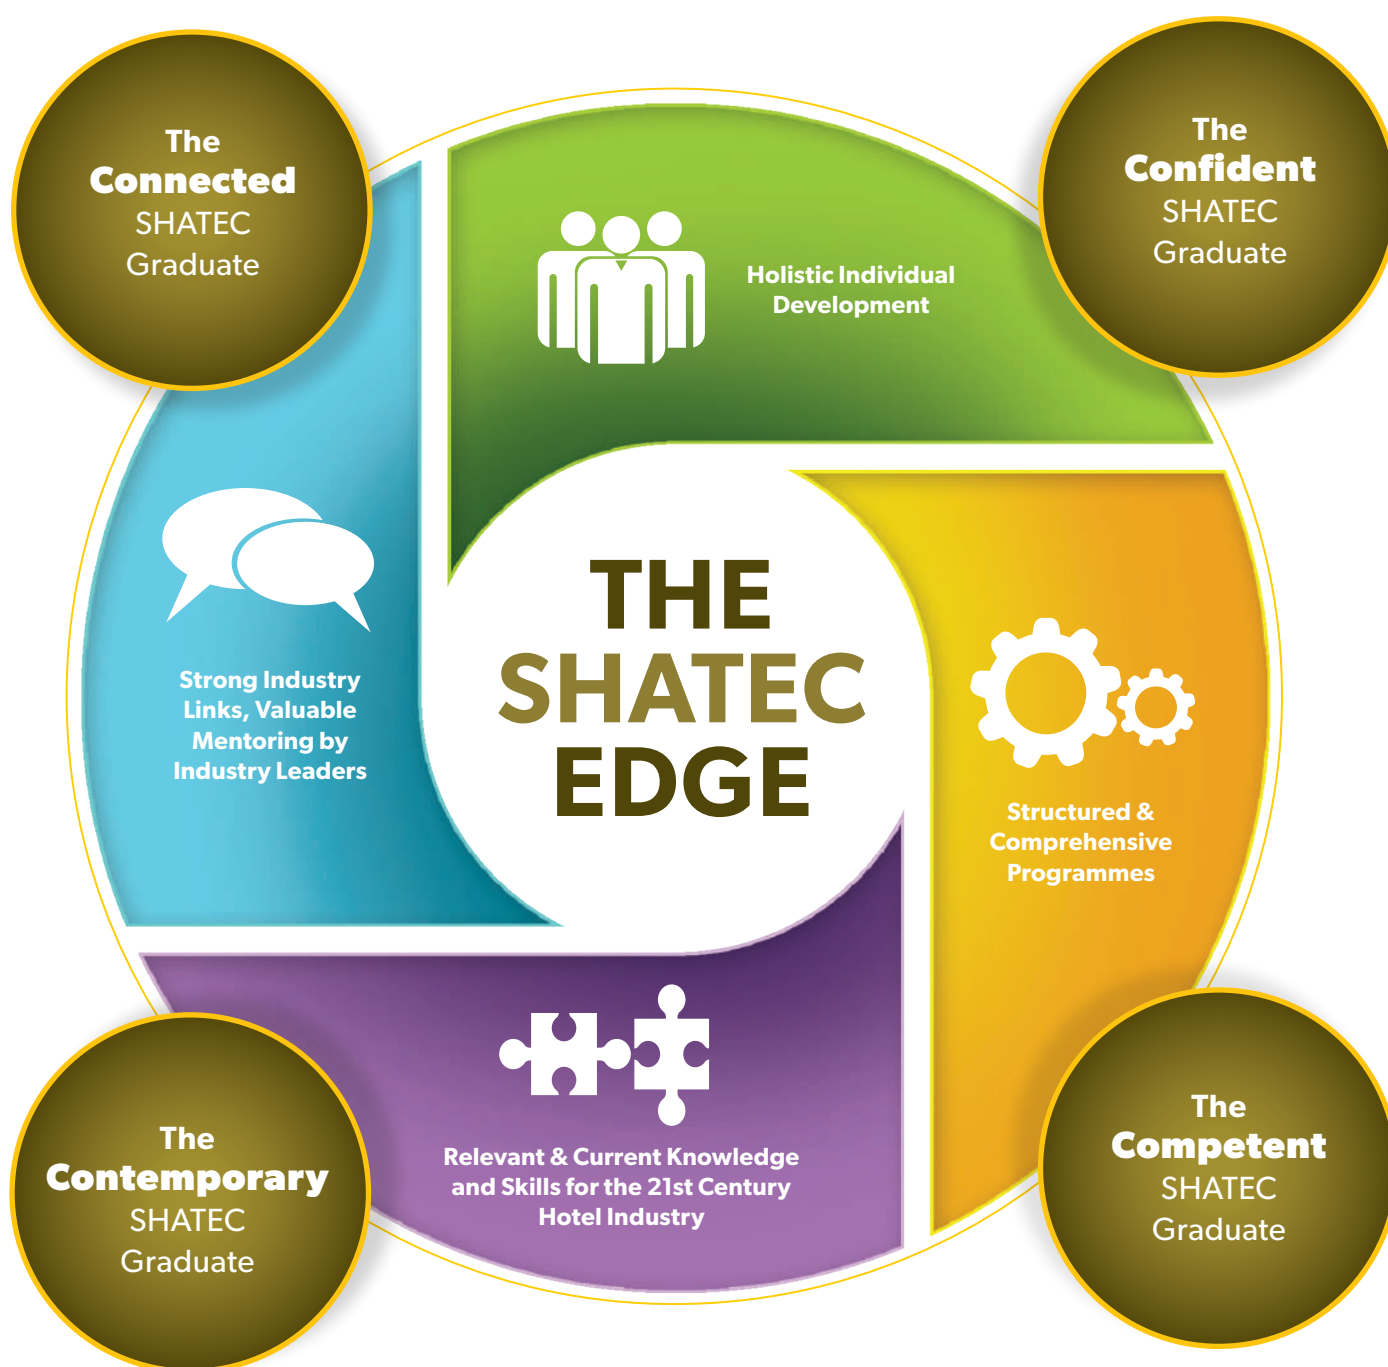 The
Connected
SHATEC
Graduate
The
Confident
SHATEC
Graduate
Holistic Individual
Development
THE
SHATEC
EDGE
Strong Industry
Links, Valuable
Mentoring by
Industry Leaders
Structured &
Comprehensive
Programmes
Relevant & Current Knowledge
and Skills for the 21st Century
Hotel Industry
The
Contemporary
SHATEC
Graduate
The
Competent
SHATEC
Graduate